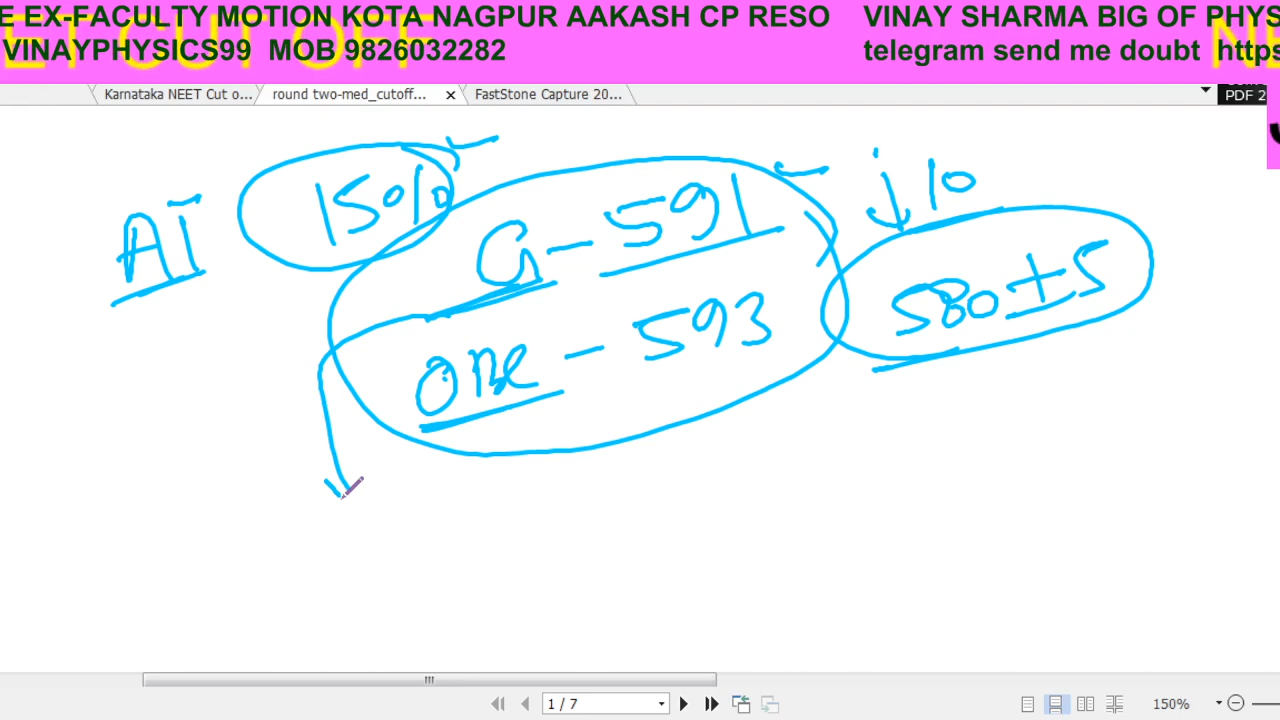 E EX-FACULTY MOTION KOTA NAGPUR AAKASH CP RESO VINAY SHARMA BIG OF PHYS
VINAYPHYSICS99 MOB 9826032282 telegram send me doubt https
Karnataka NEET Cut o... round two-med_cutoff... FastStone Capture 20... PDF 2
AI 15% G - 591 ↓ 10
OBC - 593 580 ± 5
1 / 7 150%